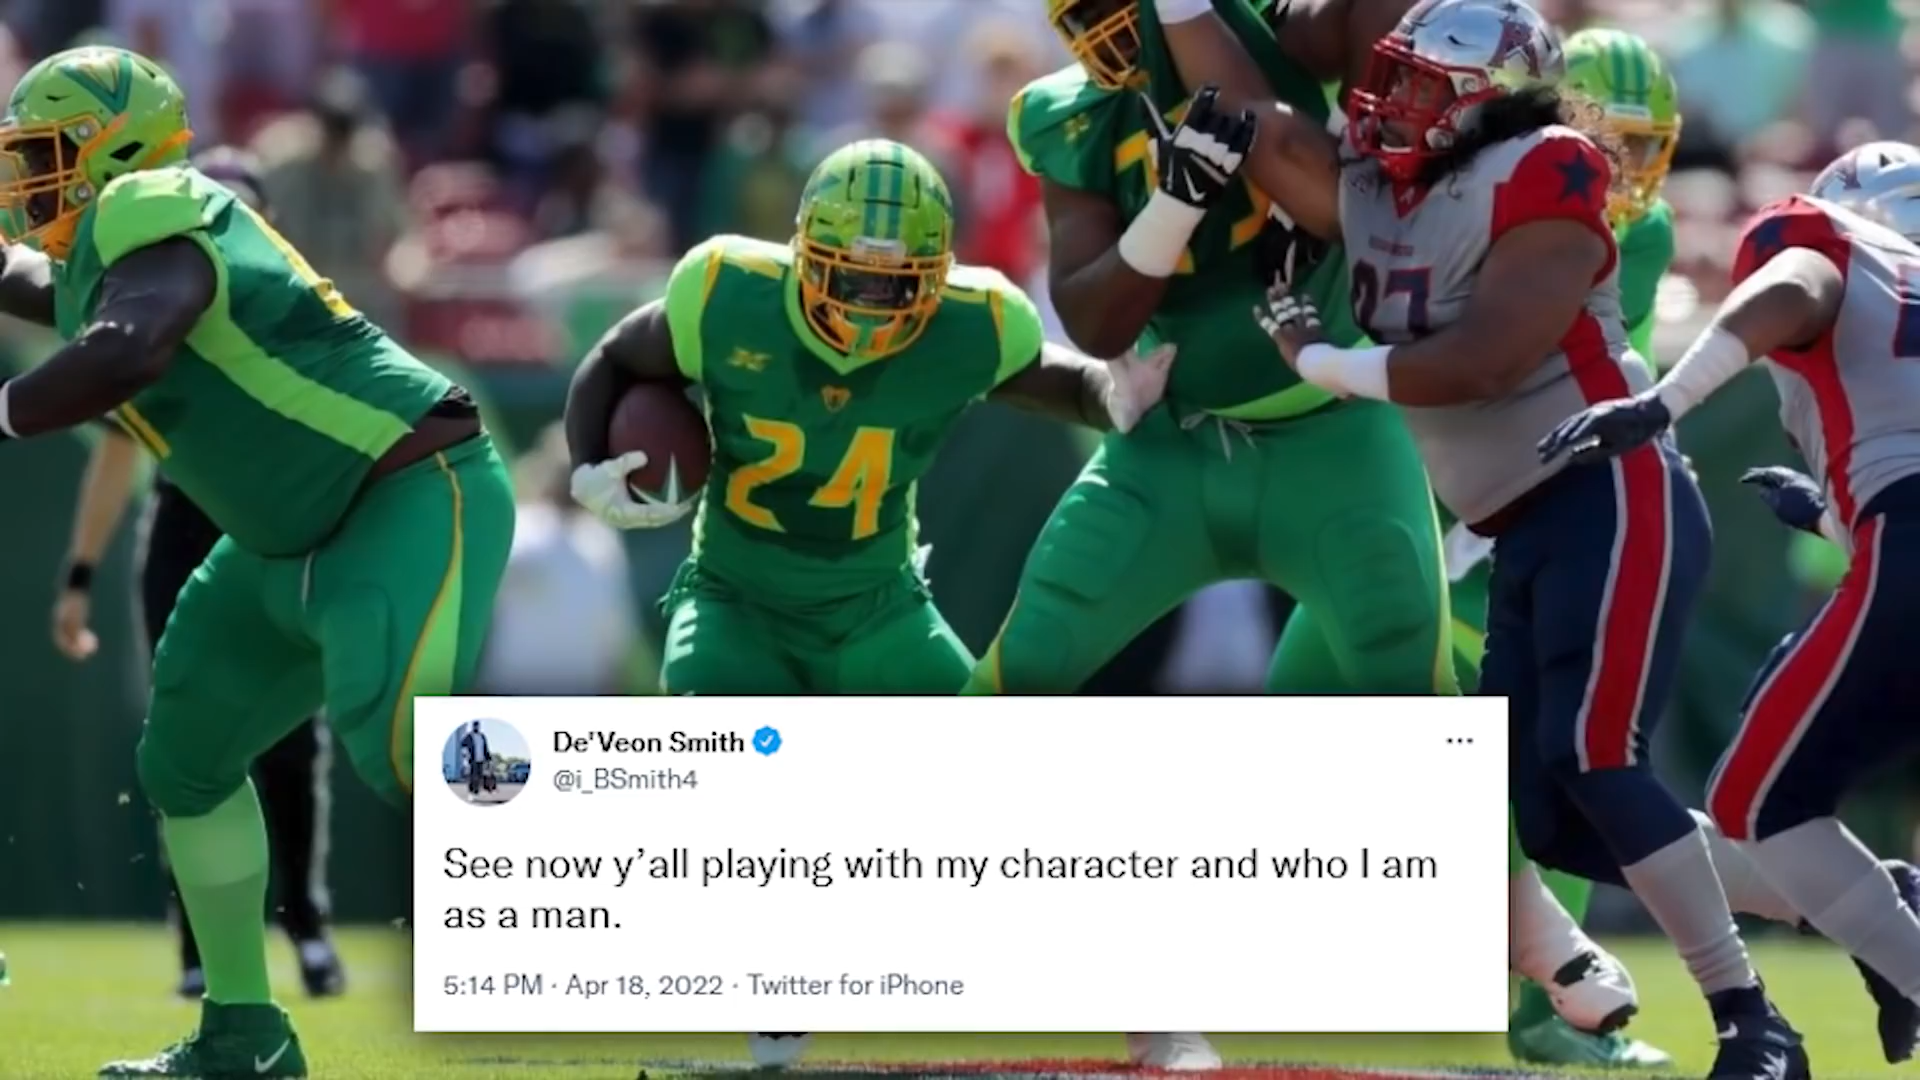 24
97
De'Veon Smith
@i_BSmith4
See now y’all playing with my character and who I am
as a man.
5:14 PM · Apr 18, 2022 · Twitter for iPhone